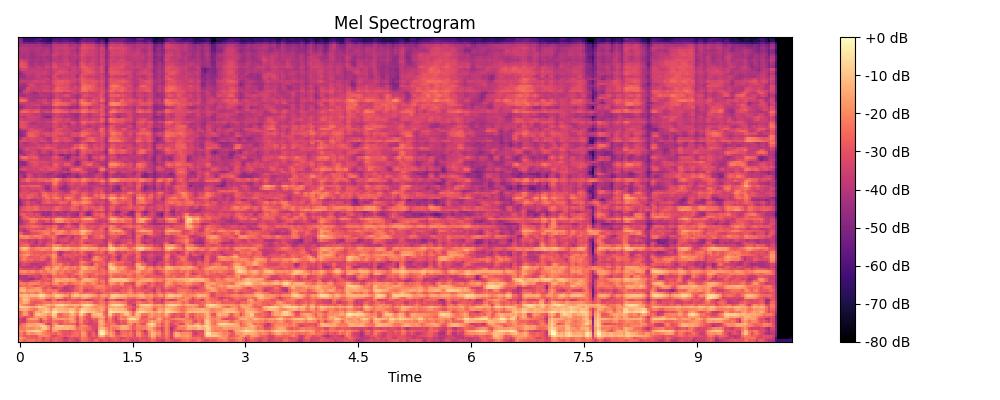 Mel Spectrogram
+0 dB
-10 dB
-20 dB
-30 dB
-40 dB
-50 dB
-60 dB
-70 dB
-80 dB
0 1.5 3 4.5 6 7.5 9
Time